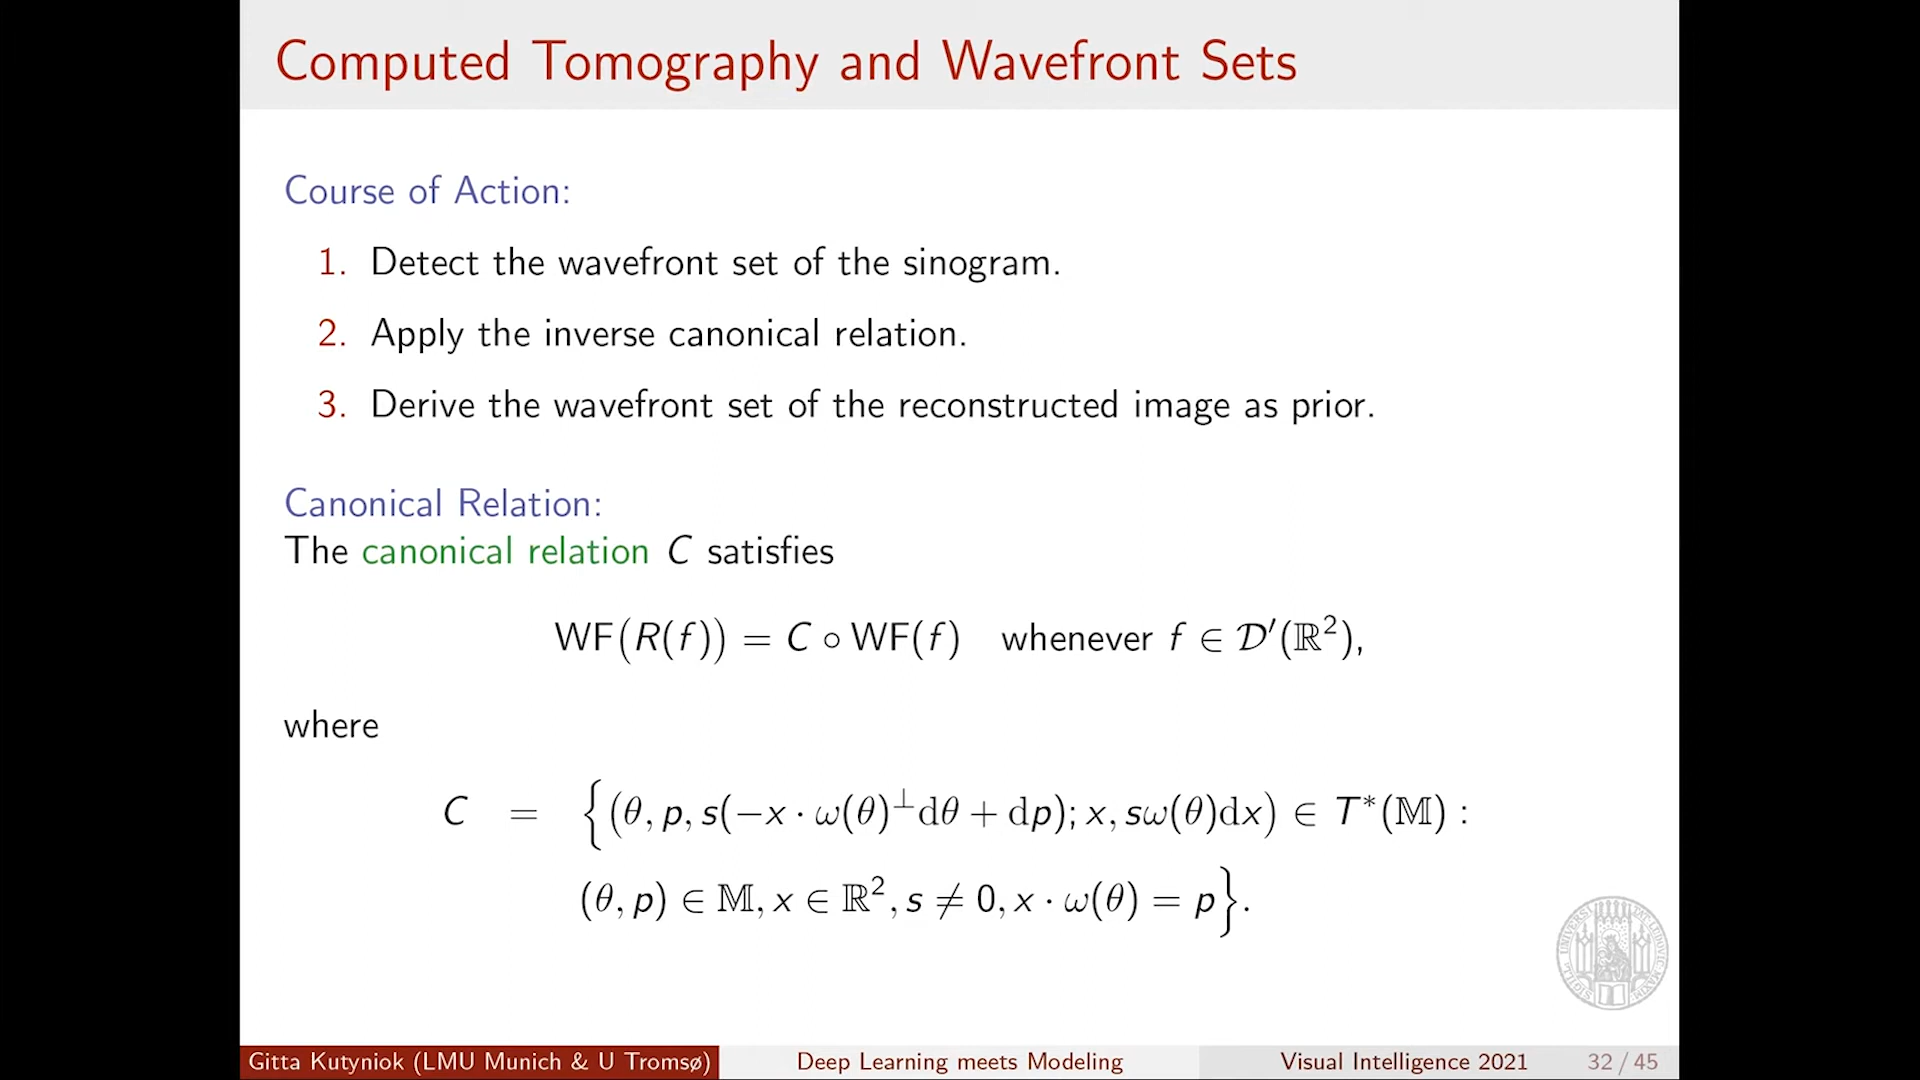 Computed Tomography and Wavefront Sets
Course of Action:
1. Detect the wavefront set of the sinogram.
2. Apply the inverse canonical relation.
3. Derive the wavefront set of the reconstructed image as prior.
Canonical Relation:
The canonical relation C satisfies
WF(R(f)) = C ∘ WF(f) whenever f ∈ 𝒟′(ℝ²),
where
C = {(θ, p, s(−x · ω(θ)^⊥dθ + dp); x, sω(θ)dx) ∈ T*(𝕄) :
(θ, p) ∈ 𝕄, x ∈ ℝ², s ≠ 0, x · ω(θ) = p}.
Gitta Kutyniok (LMU Munich & U Tromsø) Deep Learning meets Modeling Visual Intelligence 2021 32 / 45